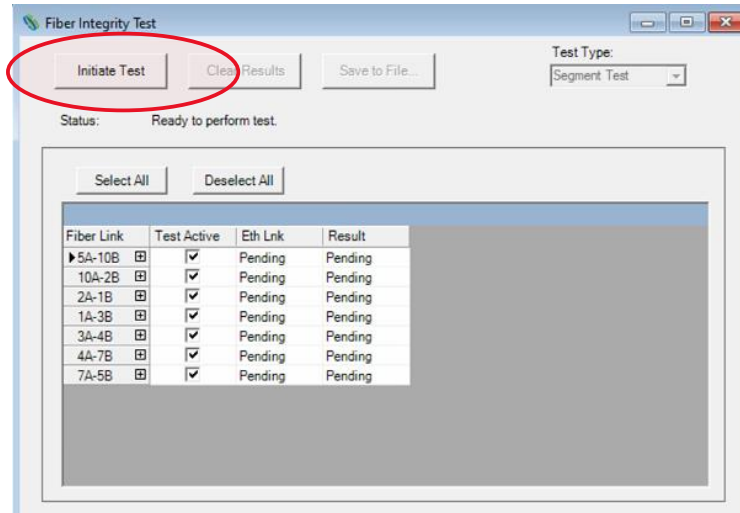 Fiber Integrity Test
Initiate Test Clear Results Save to File...
Test Type:
Segment Test
Status: Ready to perform test.
Select All Deselect All
Fiber Link Test Active Eth Lnk Result
5A-10B Pending Pending
10A-2B Pending Pending
2A-1B Pending Pending
1A-3B Pending Pending
3A-4B Pending Pending
4A-7B Pending Pending
7A-5B Pending Pending